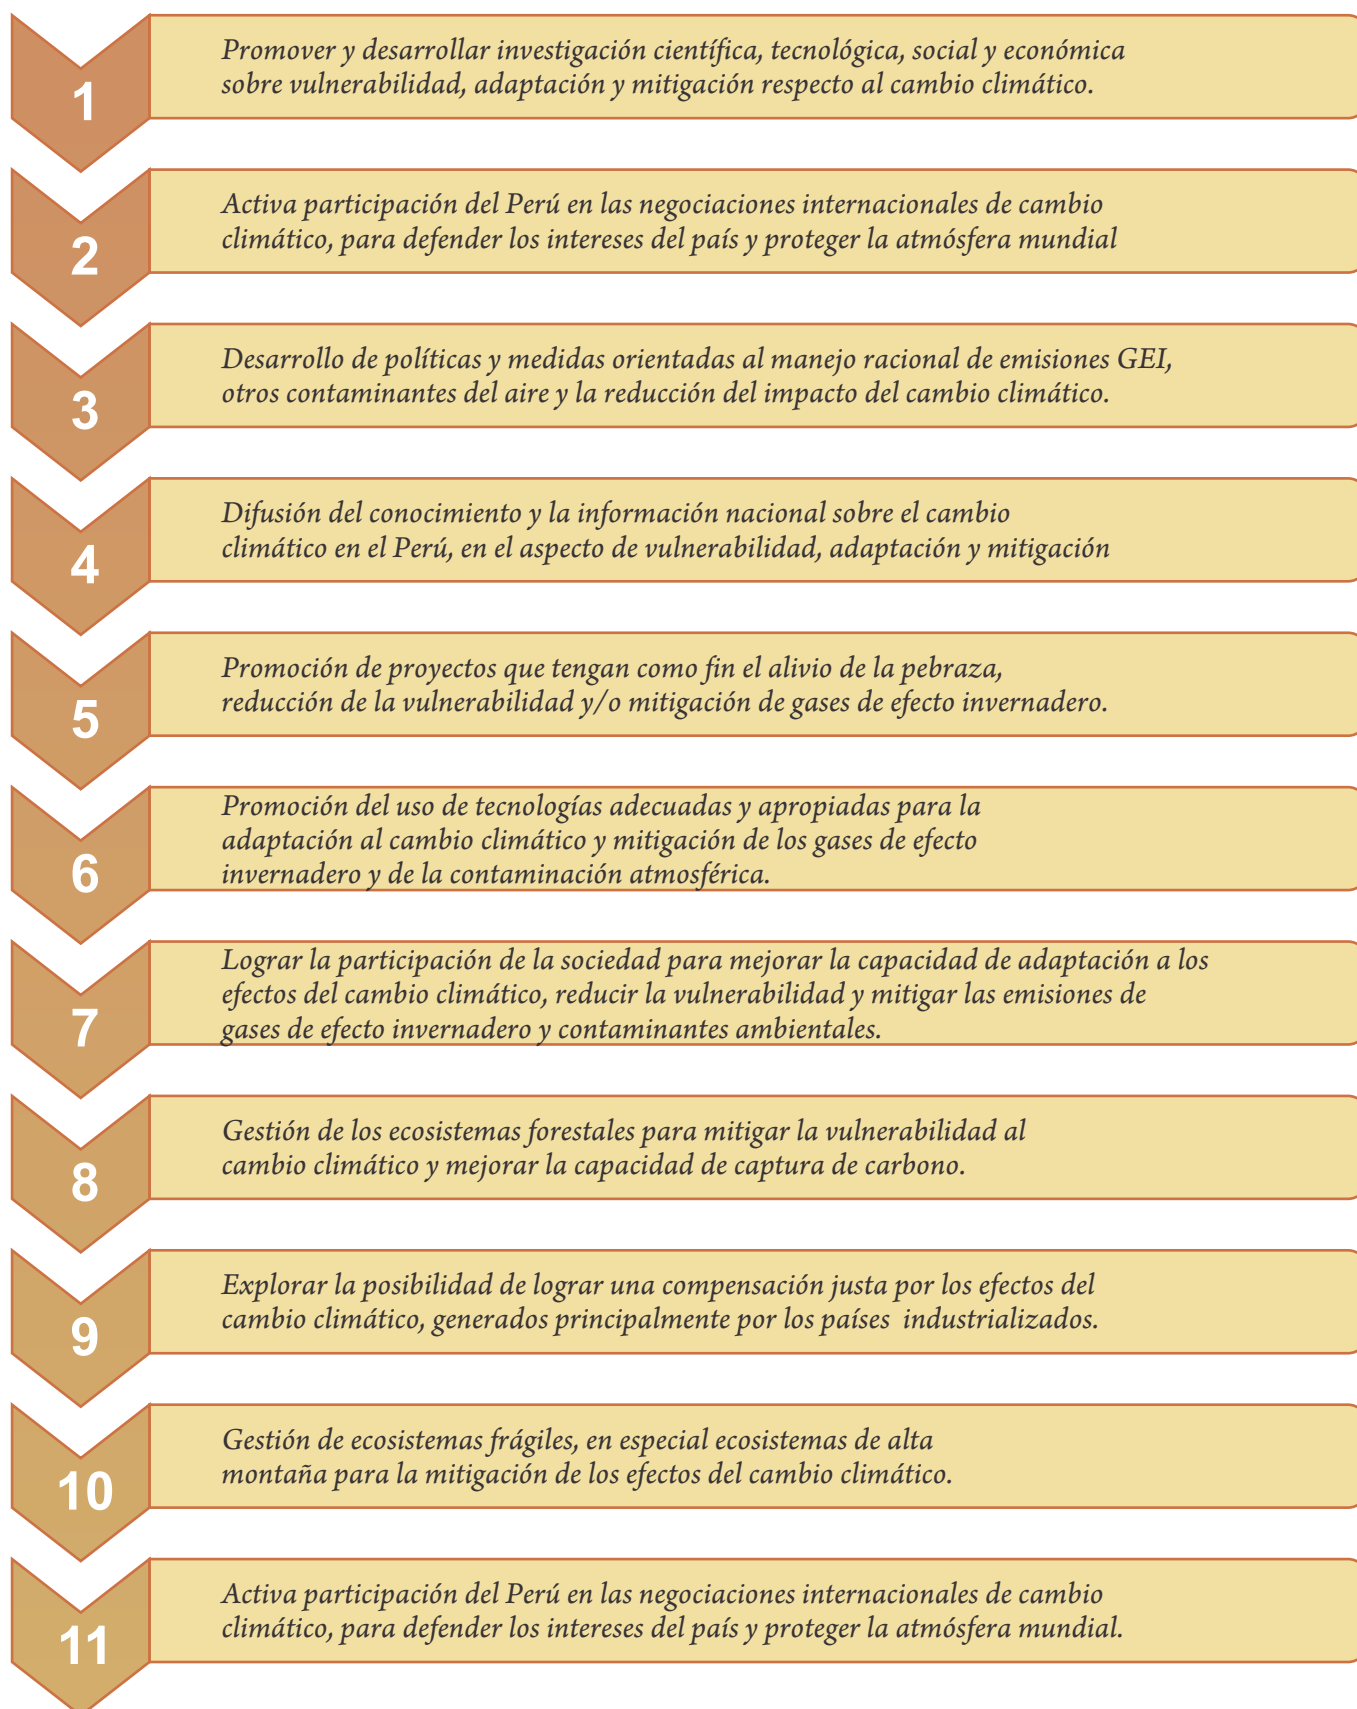 1
Promover y desarrollar investigación científica, tecnológica, social y económica
sobre vulnerabilidad, adaptación y mitigación respecto al cambio climático.
2
Activa participación del Perú en las negociaciones internacionales de cambio
climático, para defender los intereses del país y proteger la atmósfera mundial
3
Desarrollo de políticas y medidas orientadas al manejo racional de emisiones GEI,
otros contaminantes del aire y la reducción del impacto del cambio climático.
4
Difusión del conocimiento y la información nacional sobre el cambio
climático en el Perú, en el aspecto de vulnerabilidad, adaptación y mitigación
5
Promoción de proyectos que tengan como fin el alivio de la pebraza,
reducción de la vulnerabilidad y/o mitigación de gases de efecto invernadero.
6
Promoción del uso de tecnologías adecuadas y apropiadas para la
adaptación al cambio climático y mitigación de los gases de efecto
invernadero y de la contaminación atmosférica.
7
Lograr la participación de la sociedad para mejorar la capacidad de adaptación a los
efectos del cambio climático, reducir la vulnerabilidad y mitigar las emisiones de
gases de efecto invernadero y contaminantes ambientales.
8
Gestión de los ecosistemas forestales para mitigar la vulnerabilidad al
cambio climático y mejorar la capacidad de captura de carbono.
9
Explorar la posibilidad de lograr una compensación justa por los efectos del
cambio climático, generados principalmente por los países  industrializados.
10
Gestión de ecosistemas frágiles, en especial ecosistemas de alta
montaña para la mitigación de los efectos del cambio climático.
11
Activa participación del Perú en las negociaciones internacionales de cambio
climático, para defender los intereses del país y proteger la atmósfera mundial.